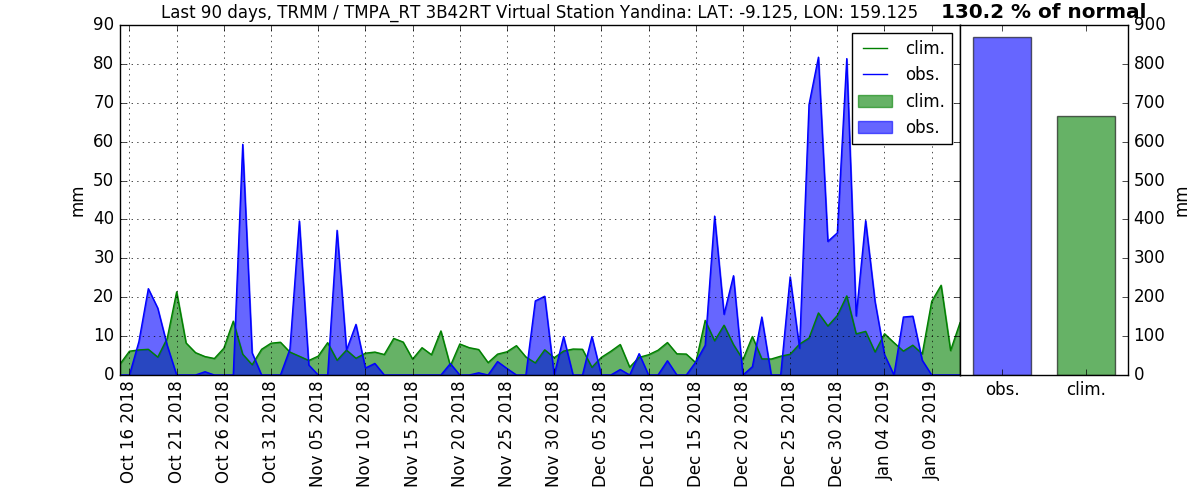 Last 90 days, TRMM / TMPA_RT 3B42RT Virtual Station Yandina: LAT: -9.125, LON: 159.125
130.2 % of normal
90
80
70
60
50
40
30
20
10
0
mm
clim.
obs.
clim.
obs.
900
800
700
600
500
400
300
200
100
0
mm
Oct 16 2018
Oct 21 2018
Oct 26 2018
Oct 31 2018
Nov 05 2018
Nov 10 2018
Nov 15 2018
Nov 20 2018
Nov 25 2018
Nov 30 2018
Dec 05 2018
Dec 10 2018
Dec 15 2018
Dec 20 2018
Dec 25 2018
Dec 30 2018
Jan 04 2019
Jan 09 2019
obs.
clim.